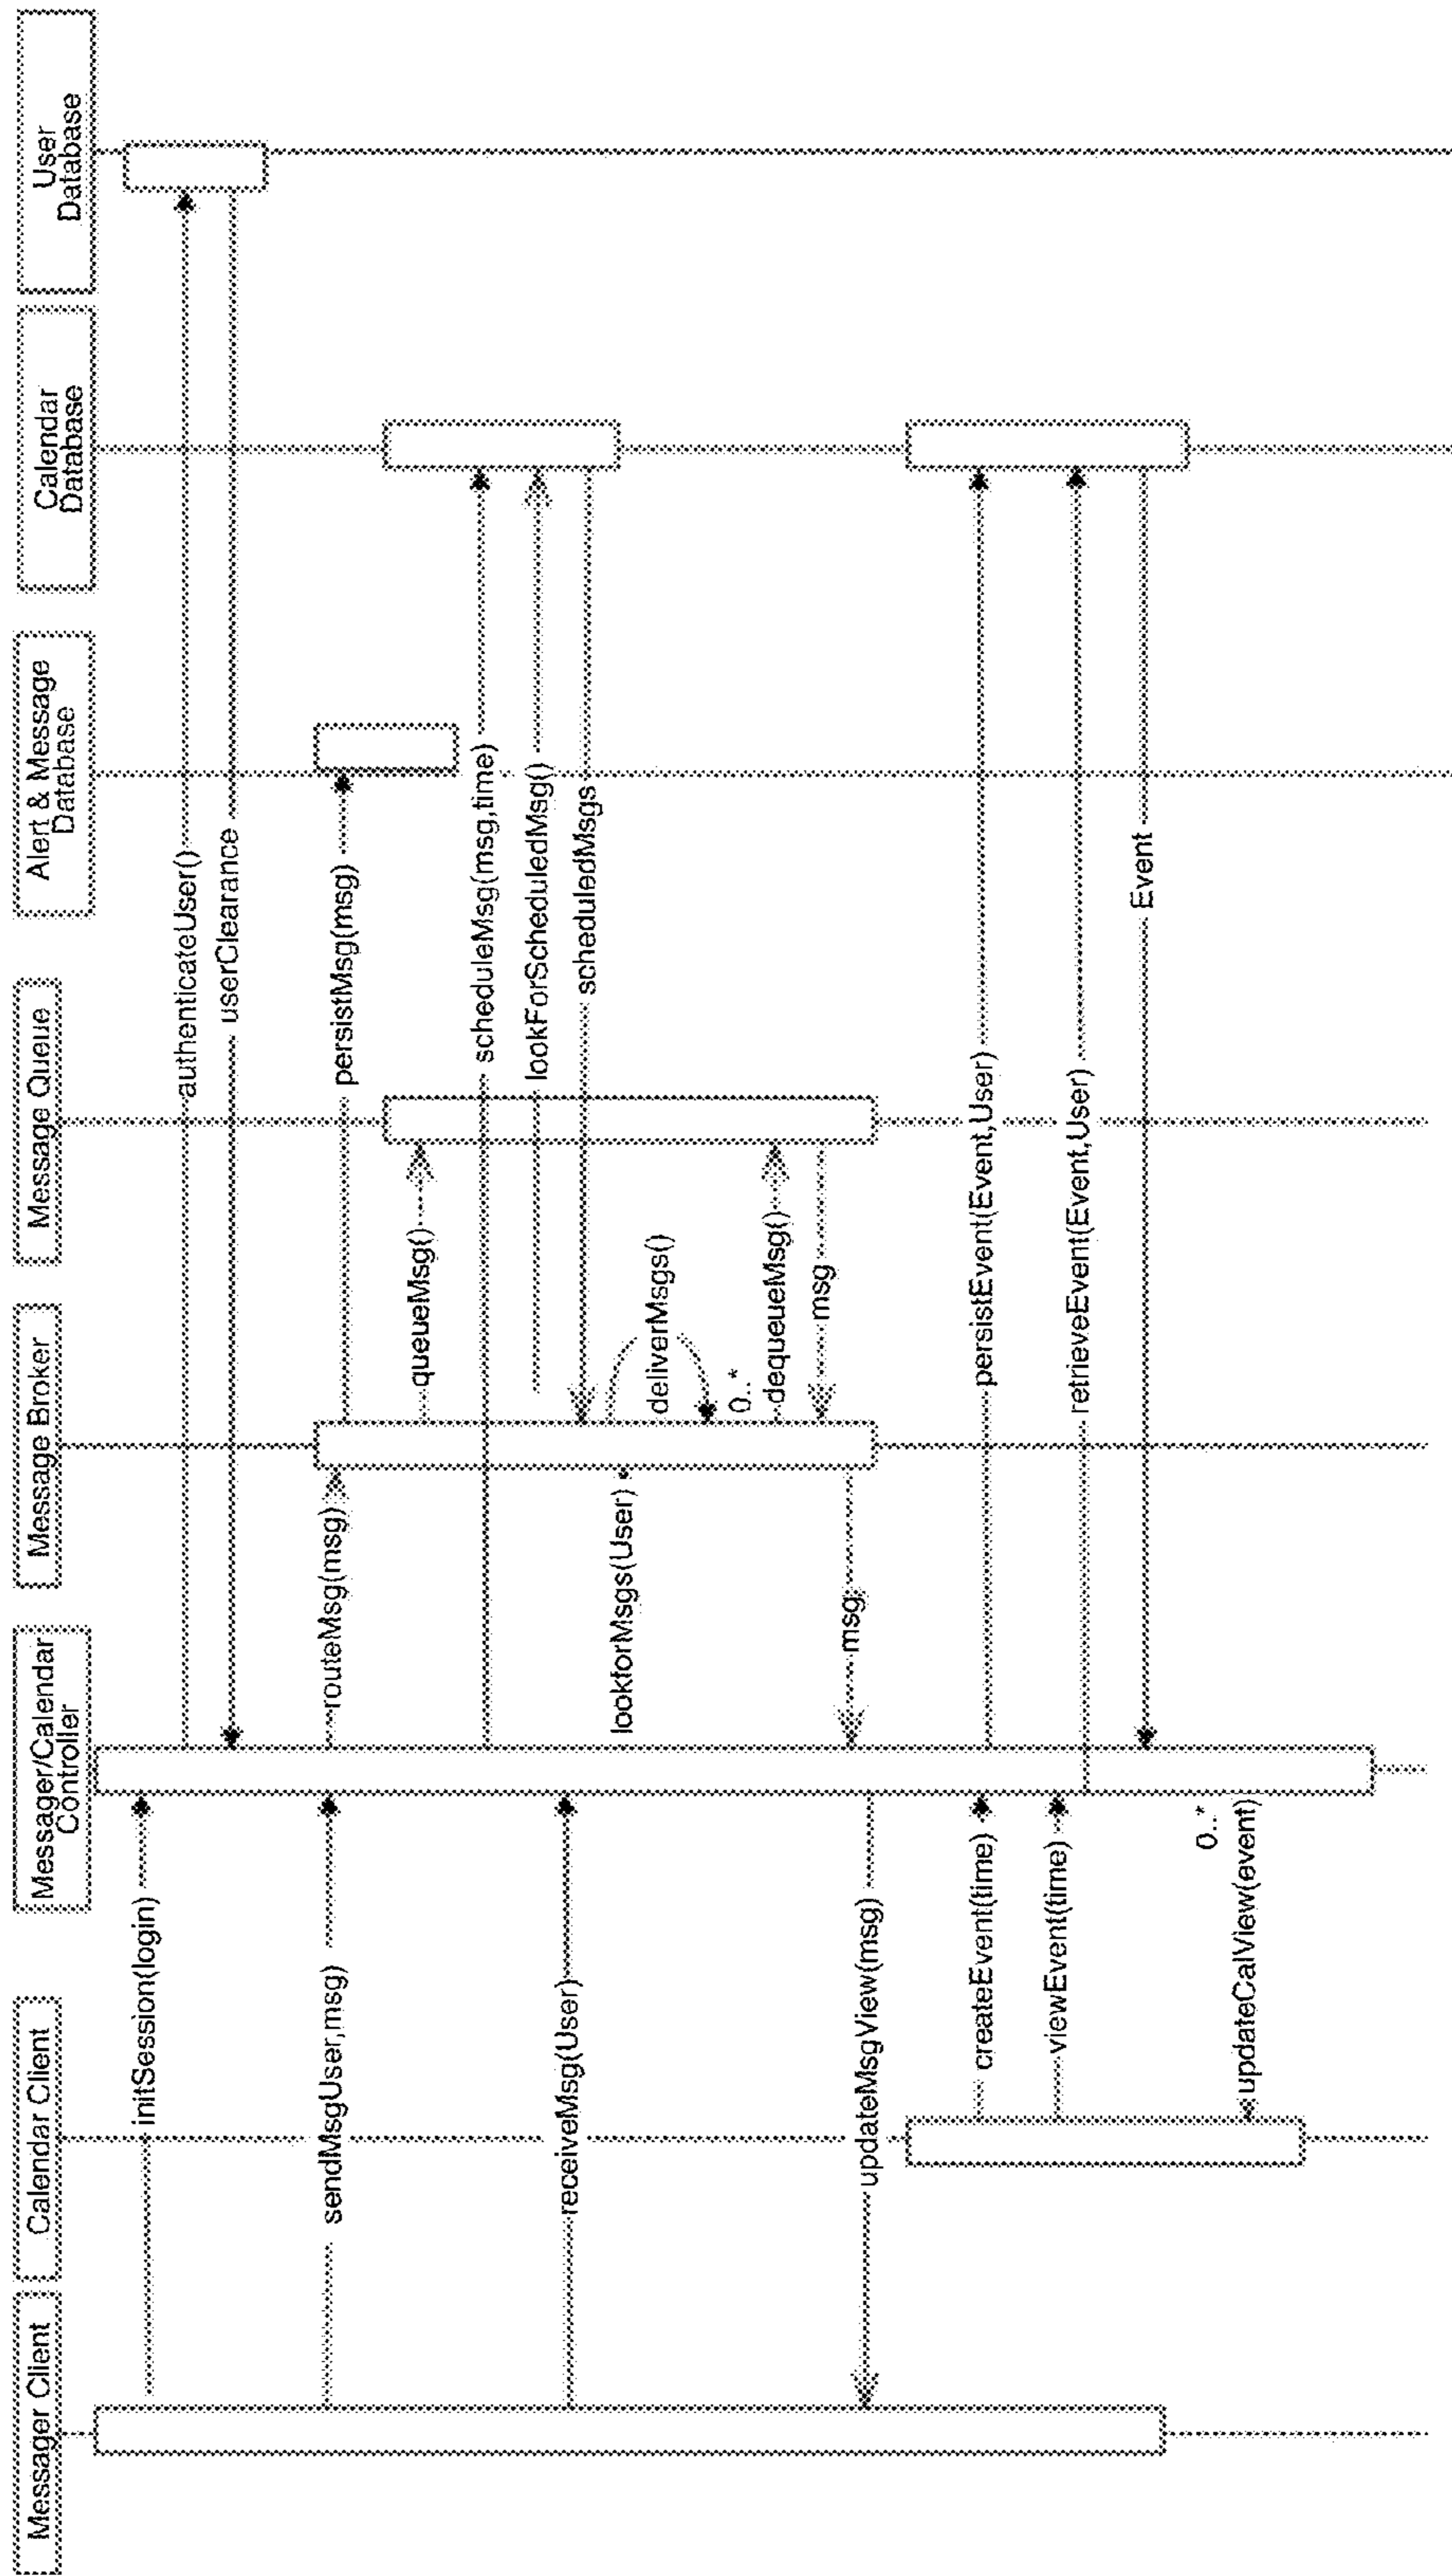 Messager Client
Calendar Client
Messager/Calendar
Controller
Message Broker
Message Queue
Alert & Message
Database
Calendar
Database
User
Database
initSession(login)
authenticateUser()
userClearance
sendMsgUser,msg)
routeMsg(msg)
persistMsg(msg)
queueMsg()
scheduleMsg(msg,time)
lookForScheduledMsg()
receiveMsg(User)
scheduledMsgs
lookforMsgs(User)
deliverMsgs()
0..*
dequeueMsg()
msg
msg
updateMsgView(msg)
createEvent(time)
persistEvent(Event,User)
viewEvent(time)
retrieveEvent(Event,User)
Event
0..*
updateCalView(event)